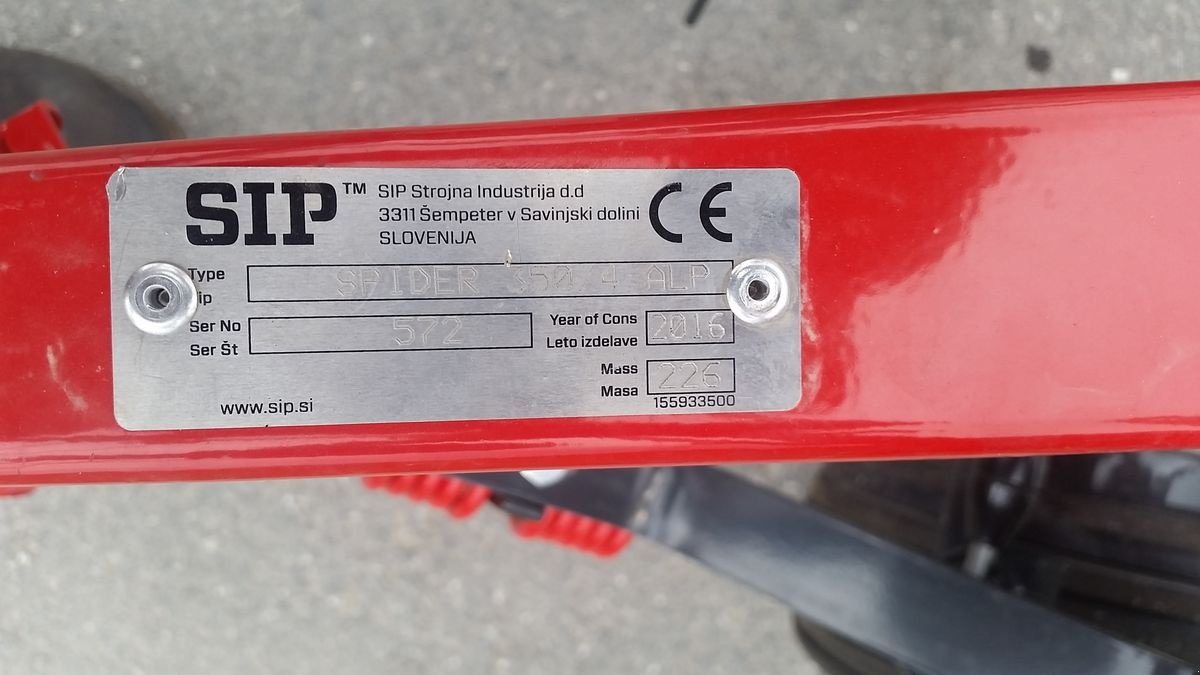 SIP™
SIP Strojna Industrija d.d
3311 Šempeter v Savinjski dolini
SLOVENIJA
CE
Type SPIDER 350/4 ALP
ip
Ser No 572
Ser Št
Year of Cons 2016
Leto izdelave
Mass 226
Masa
155933500
www.sip.si